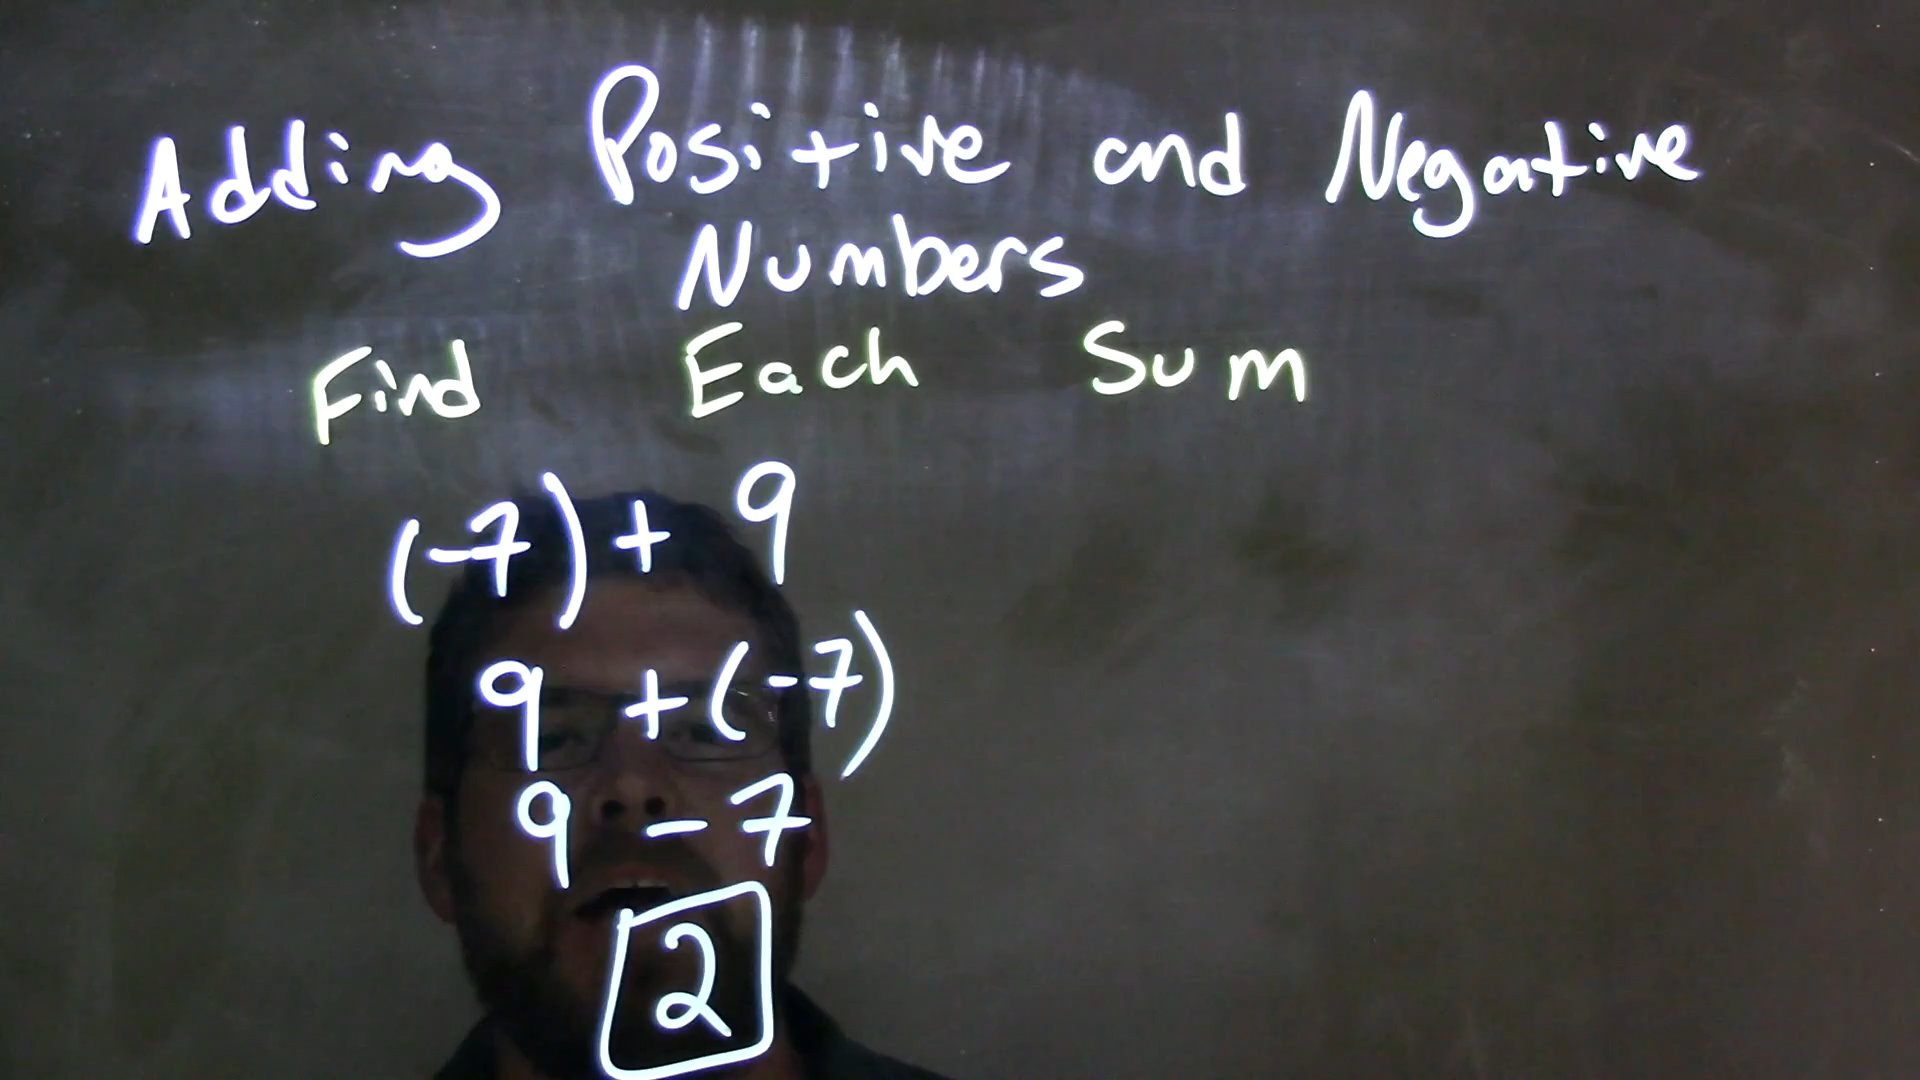 Adding Positive and Negative
Numbers
Find Each Sum
(-7) + 9
9 + (-7)
9 - 7
2